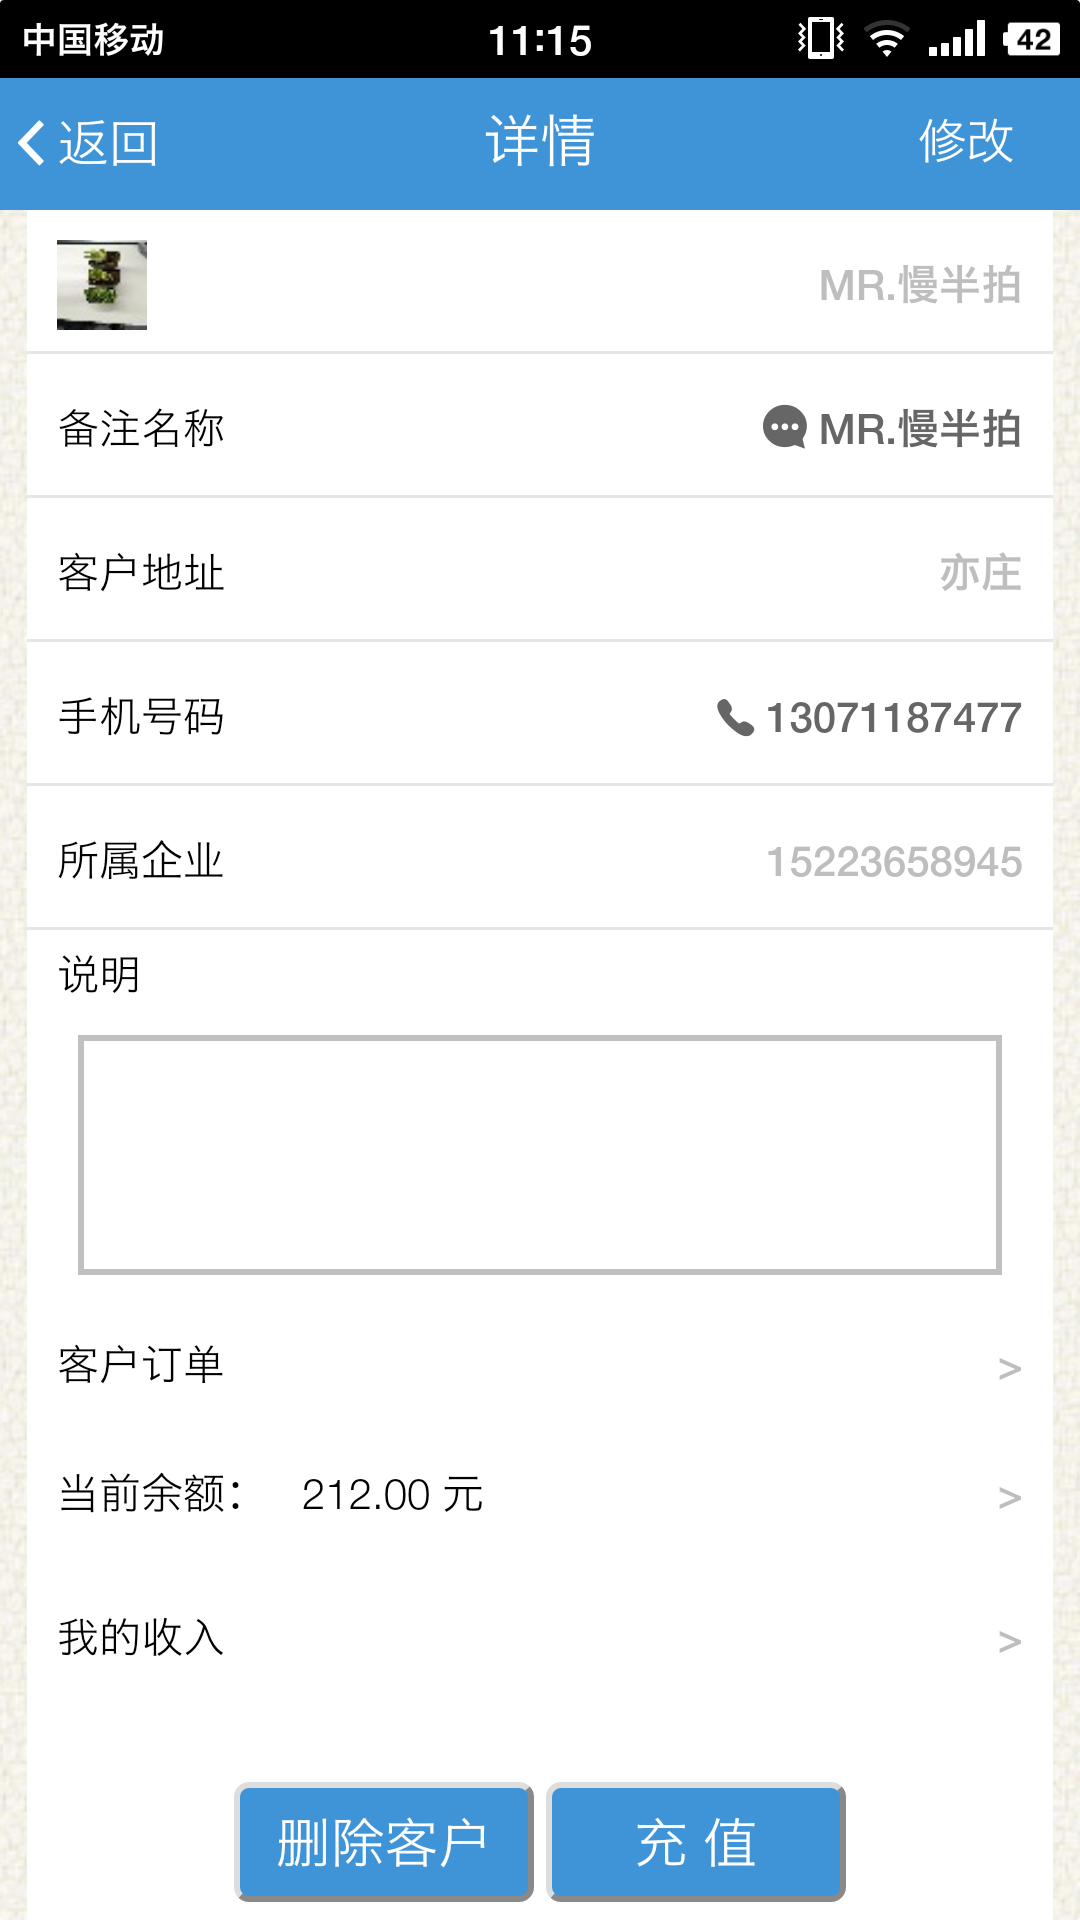 中国移动 11:15 42
返回 详情 修改
MR.慢半拍
备注名称 MR.慢半拍
客户地址 亦庄
手机号码 13071187477
所属企业 15223658945
说明
客户订单 >
当前余额： 212.00 元 >
我的收入 >
删除客户 充 值